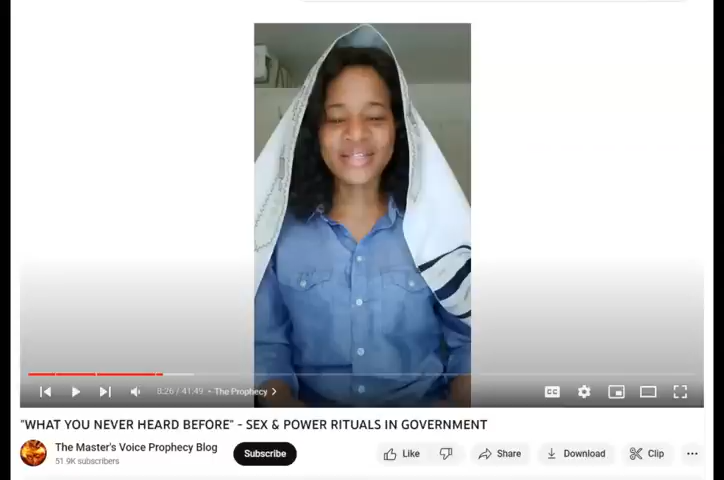 8:26 / 41:49 • The Prophecy
CC
"WHAT YOU NEVER HEARD BEFORE" - SEX & POWER RITUALS IN GOVERNMENT
The Master's Voice Prophecy Blog
51.9K subscribers
Subscribe
Like
Share
Download
Clip